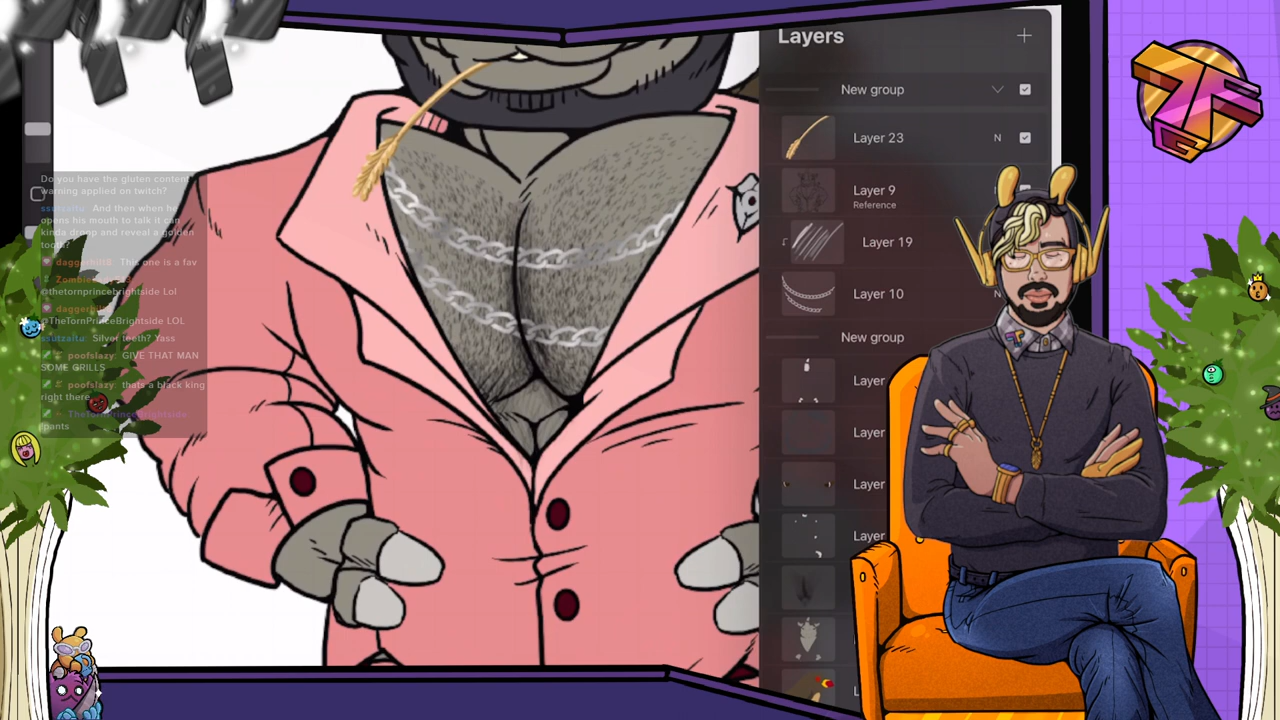 Layers
New group
Layer 23
N
Layer 9
Reference
Layer 19
Layer 10
N
New group
Layer
Layer
Layer
Layer
L
Do you have the gluten content
warning applied on twitch?
ssutzaitu: And then when he
opens his mouth to talk it can
kinda droop and reveal a golden
tooth?
This one is a fav
@thetornprincebrightside Lol
@TheTornPrinceBrightside LOL
ssutzaitu: Silver teeth? Yass
poofslazy: GIVE THAT MAN
SOME GRILLS
poofslazy: thats a black king
right there
TheTornPrinceBrightside
pants